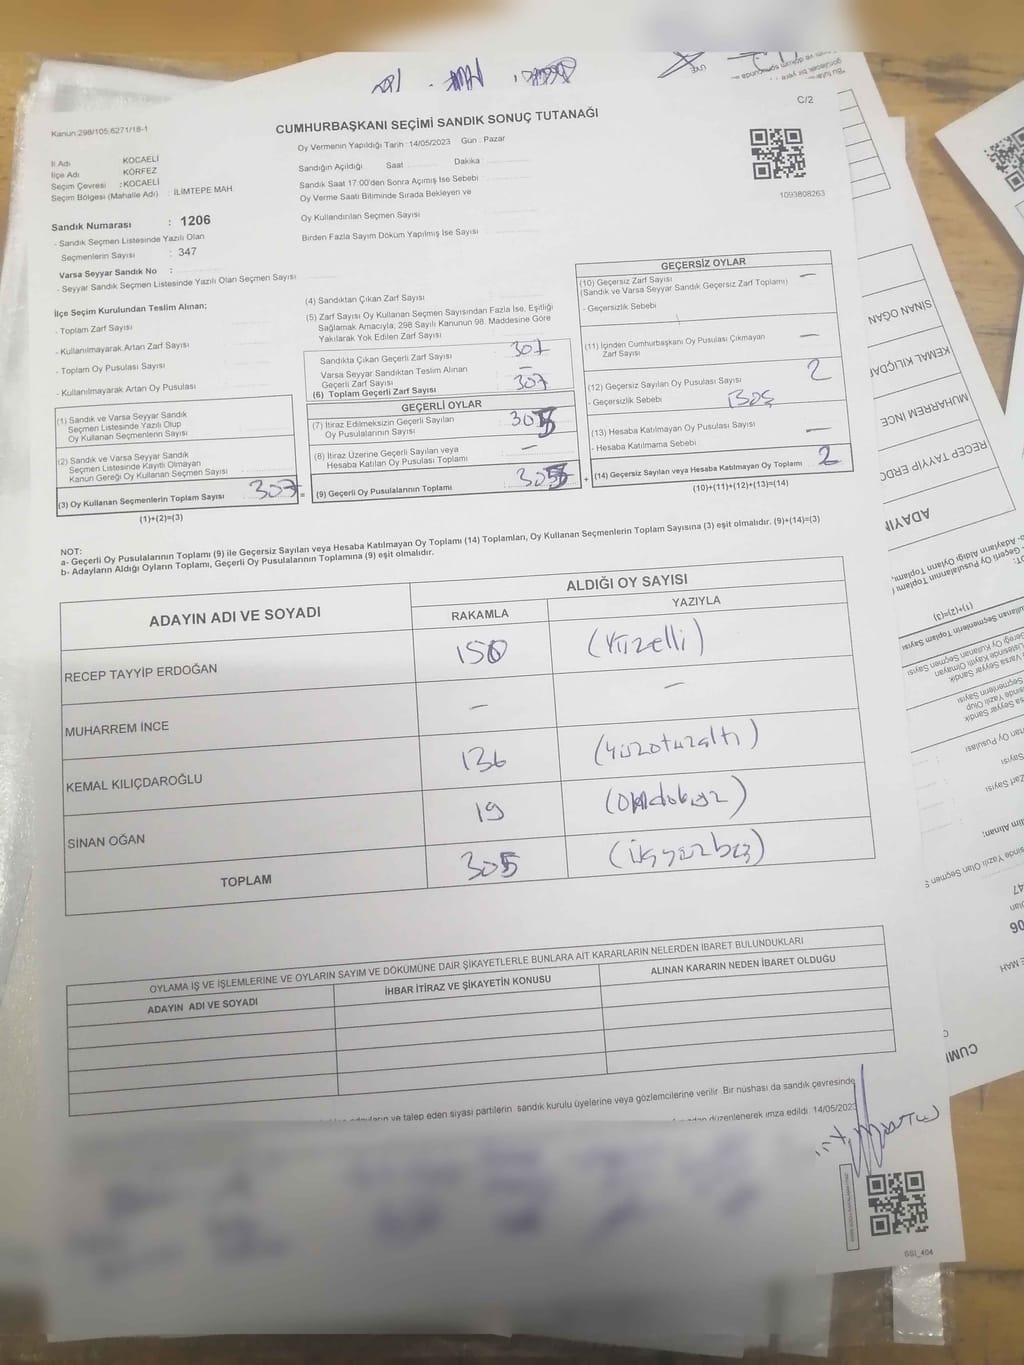 C/2
Kanun:298/105;6271/18-1
CUMHURBAŞKANI SEÇİMİ SANDIK SONUÇ TUTANAĞI
Oy Vermenin Yapıldığı Tarih : 14/05/2023 Gün : Pazar
İl Adı KOCAELİ
İlçe Adı KÖRFEZ
Seçim Çevresi : KOCAELİ
Seçim Bölgesi (Mahalle Adı) : İLİMTEPE MAH.
Sandığın Açıldığı Saat Dakika
Sandık Saat 17:00'den Sonra Açımış İse Sebebi
Oy Verme Saati Bitiminde Sırada Bekleyen ve
Oy Kullandırılan Seçmen Sayısı
Birden Fazla Sayım Döküm Yapılmış İse Sayısı
1093808263
Sandık Numarası : 1206
- Sandık Seçmen Listesinde Yazılı Olan
Seçmenlerin Sayısı : 347
Varsa Seyyar Sandık No :
- Seyyar Sandık Seçmen Listesinde Yazılı Olan Seçmen Sayısı
İlçe Seçim Kurulundan Teslim Alınan;
- Toplam Zarf Sayısı
- Kullanılmayarak Artan Zarf Sayısı
- Toplam Oy Pusulası Sayısı
- Kullanılmayarak Artan Oy Pusulası
(1) Sandık ve Varsa Seyyar Sandık
Seçmen Listesinde Yazılı Olup
Oy Kullanan Seçmenlerin Sayısı
(2) Sandık ve Varsa Seyyar Sandık
Seçmen Listesinde Kayıtlı Olmayan
Kanun Gereği Oy Kullanan Seçmen Sayısı
(3) Oy Kullanan Seçmenlerin Toplam Sayısı 307
(1)+(2)=(3)
(4) Sandıktan Çıkan Zarf Sayısı
(5) Zarf Sayısı Oy Kullanan Seçmen Sayısından Fazla İse, Eşitliği
Sağlamak Amacıyla, 298 Sayılı Kanunun 98. Maddesine Göre
Yakılarak Yok Edilen Zarf Sayısı
Sandıkta Çıkan Geçerli Zarf Sayısı 307
Varsa Seyyar Sandıktan Teslim Alınan
Geçerli Zarf Sayısı —
(6) Toplam Geçerli Zarf Sayısı 307
GEÇERLİ OYLAR
(7) İtiraz Edilmeksizin Geçerli Sayılan
Oy Pusulalarının Sayısı 305
(8) İtiraz Üzerine Geçerli Sayılan veya
Hesaba Katılan Oy Pusulası Toplamı —
= (9) Geçerli Oy Pusulalarının Toplamı 305 +
GEÇERSİZ OYLAR
(10) Geçersiz Zarf Sayısı —
(Sandık ve Varsa Seyyar Sandık Geçersiz Zarf Toplamı)
- Geçersizlik Sebebi
(11) İçinden Cumhurbaşkanı Oy Pusulası Çıkmayan
Zarf Sayısı —
(12) Geçersiz Sayılan Oy Pusulası Sayısı 2
- Geçersizlik Sebebi Boş
(13) Hesaba Katılmayan Oy Pusulası Sayısı —
- Hesaba Katılmama Sebebi
(14) Geçersiz Sayılan veya Hesaba Katılmayan Oy Toplamı 2
(10)+(11)+(12)+(13)=(14)
NOT:
a- Geçerli Oy Pusulalarının Toplamı (9) ile Geçersiz Sayılan veya Hesaba Katılmayan Oy Toplamı (14) Toplamları, Oy Kullanan Seçmenlerin Toplam Sayısına (3) eşit olmalıdır. (9)+(14)=(3)
b- Adayların Aldığı Oyların Toplamı, Geçerli Oy Pusulalarının Toplamına (9) eşit olmalıdır.
ADAYIN ADI VE SOYADI
ALDIĞI OY SAYISI
RAKAMLA YAZIYLA
RECEP TAYYİP ERDOĞAN 150 (Yüzelli)
MUHARREM İNCE — —
KEMAL KILIÇDAROĞLU 136 (Yüzotuzaltı)
SİNAN OĞAN 19 (Ondokuz)
TOPLAM 305 (üçyüzbeş)
OYLAMA İŞ VE İŞLEMLERİNE VE OYLARIN SAYIM VE DÖKÜMÜNE DAİR ŞİKAYETLERLE BUNLARA AİT KARARLARIN NELERDEN İBARET BULUNDUKLARI
ADAYIN ADI VE SOYADI İHBAR İTİRAZ VE ŞİKAYETİN KONUSU ALINAN KARARIN NEDEN İBARET OLDUĞU
ve talep eden siyasi partilerin sandık kurulu üyelerine veya gözlemcilerine verilir. Bir nüshası da sandık çevresinde
düzenlenerek imza edildi. 14/05/2023
SSİ_404
SİNAN OĞAN
KEMAL KILIÇDAR
MUHARREM İNCE
RECEP TAYYİP ERDO
ADAYIN